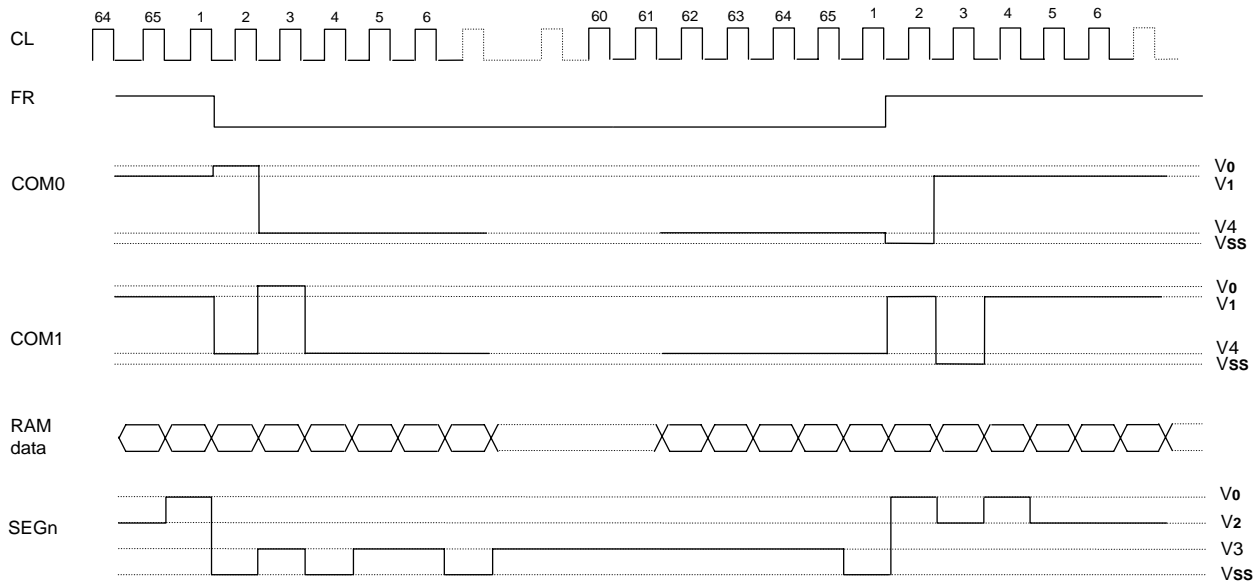 64 65 1 2 3 4 5 6 60 61 62 63 64 65 1 2 3 4 5 6
CL
FR
COM0
V0
V1
V4
VSS
COM1
V0
V1
V4
VSS
RAM
data
SEGn
V0
V2
V3
VSS